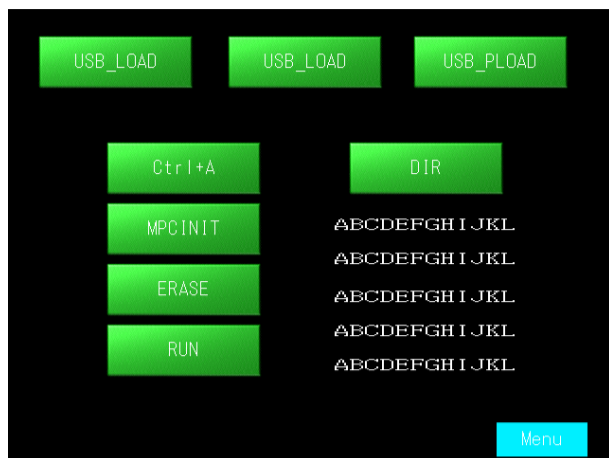 USB_LOAD USB_LOAD USB_PLOAD
Ctrl+A DIR
MPCINIT ABCDEFGHIJKL
ABCDEFGHIJKL
ERASE ABCDEFGHIJKL
RUN ABCDEFGHIJKL
ABCDEFGHIJKL
Menu